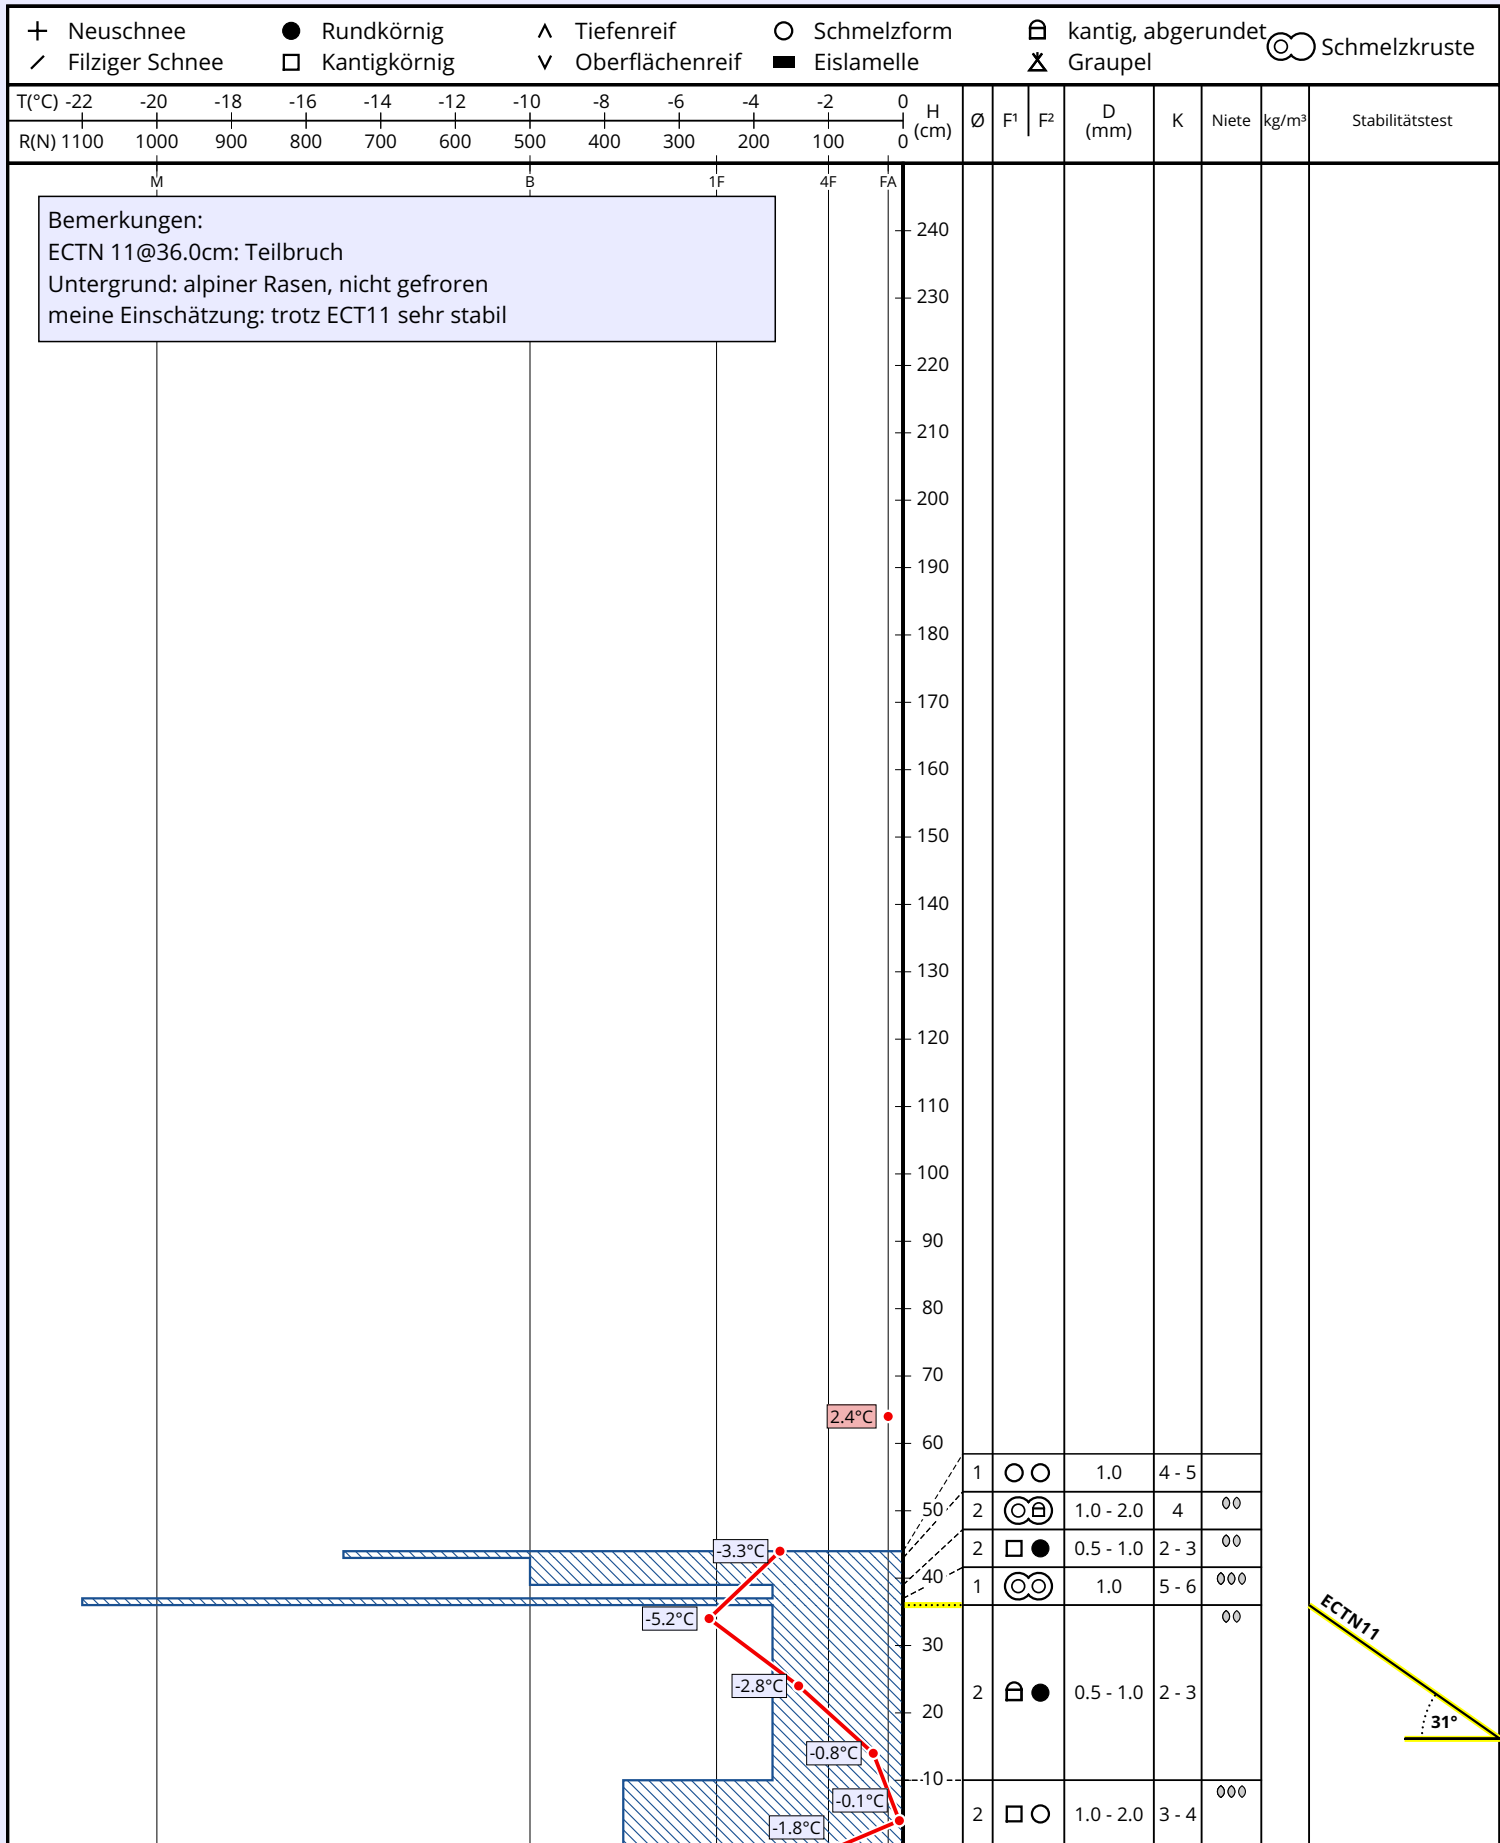 Neuschnee Rundkörnig Tiefenreif Schmelzform kantig, abgerundet Schmelzkruste
Filziger Schnee Kantigkörnig Oberflächenreif Eislamelle Graupel
T(°C) -22 -20 -18 -16 -14 -12 -10 -8 -6 -4 -2 0
R(N) 1100 1000 900 800 700 600 500 400 300 200 100 0
H (cm) Ø F¹ F² D (mm) K Niete kg/m³ Stabilitätstest
M B 1F 4F FA
Bemerkungen:
ECTN 11@36.0cm: Teilbruch
Untergrund: alpiner Rasen, nicht gefroren
meine Einschätzung: trotz ECT11 sehr stabil
240
230
220
210
200
190
180
170
160
150
140
130
120
110
100
90
80
70
2.4°C
60
1 1.0 4 - 5
50 2 1.0 - 2.0 4
-3.3°C 2 0.5 - 1.0 2 - 3
40 1 1.0 5 - 6
-5.2°C ECTN11
30
-2.8°C 2 0.5 - 1.0 2 - 3
20 31°
-0.8°C
10
-0.1°C
-1.8°C 2 1.0 - 2.0 3 - 4